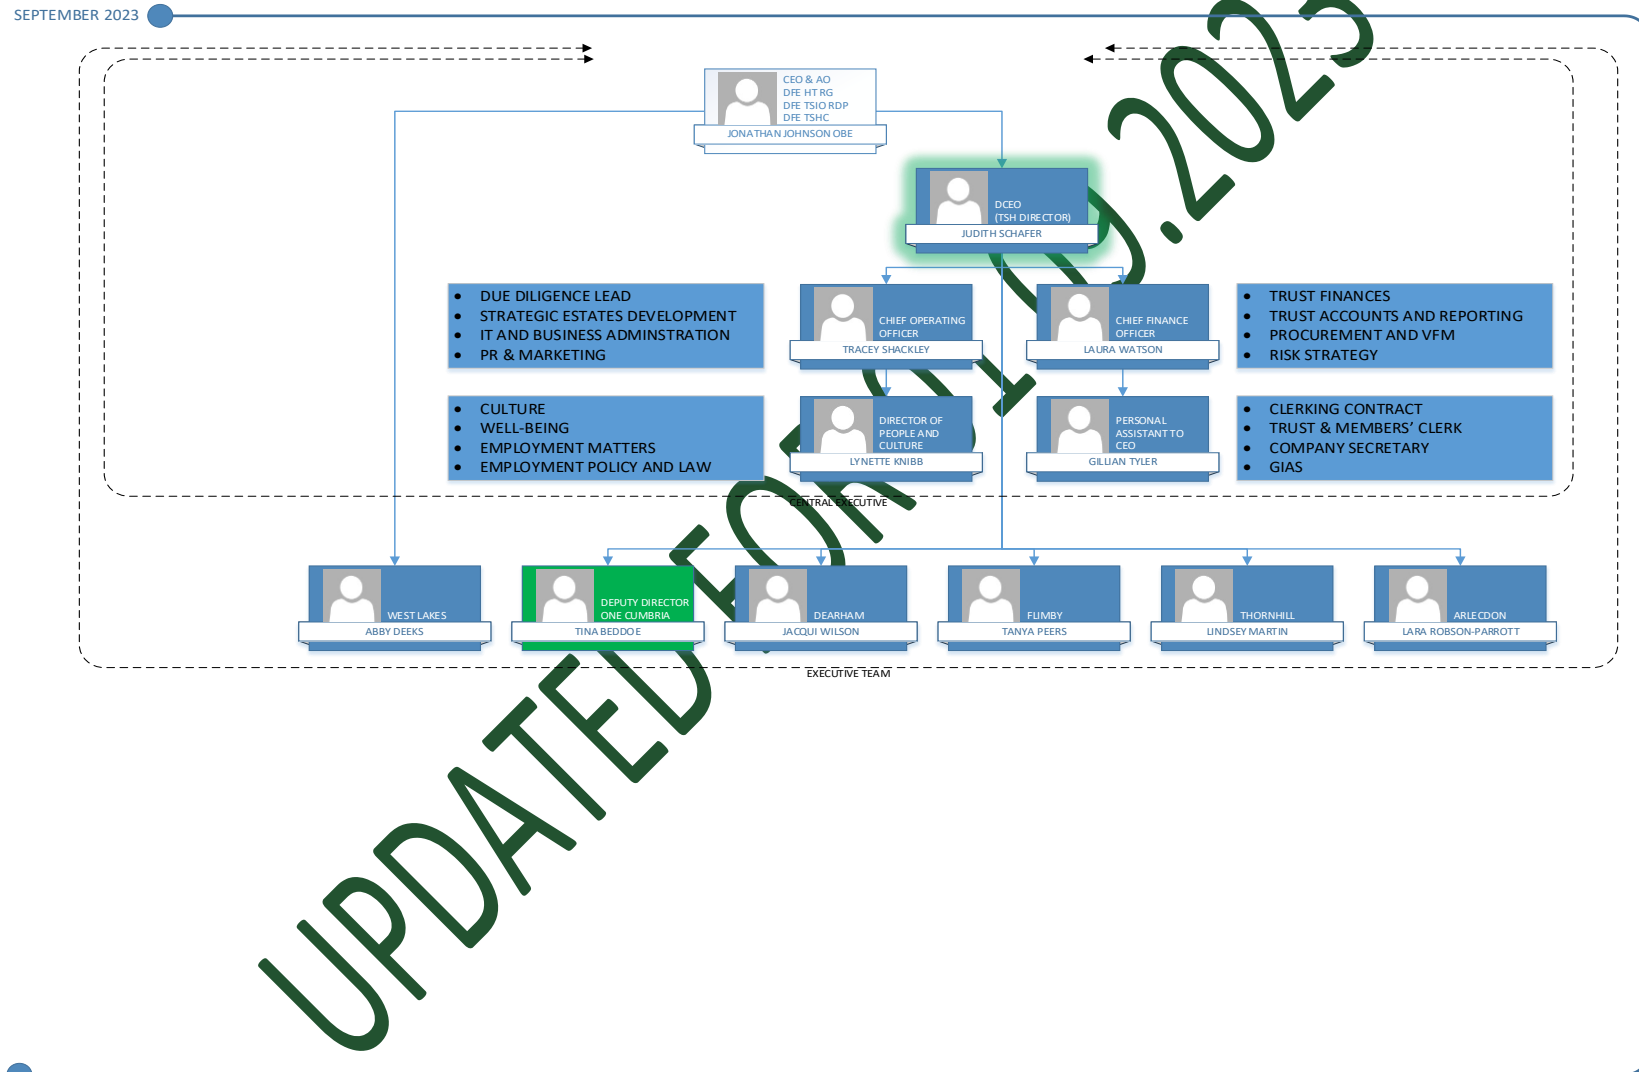 SEPTEMBER 2023
CEO & AO
DFE HT RG
DFE TSIO RDP
DFE TSHC
JONATHAN JOHNSON OBE
DCEO
(TSH DIRECTOR)
JUDITH SCHAFER
DUE DILIGENCE LEAD
STRATEGIC ESTATES DEVELOPMENT
IT AND BUSINESS ADMINSTRATION
PR & MARKETING
CHIEF OPERATING
OFFICER
TRACEY SHACKLEY
CHIEF FINANCE
OFFICER
LAURA WATSON
TRUST FINANCES
TRUST ACCOUNTS AND REPORTING
PROCUREMENT AND VFM
RISK STRATEGY
CULTURE
WELL-BEING
EMPLOYMENT MATTERS
EMPLOYMENT POLICY AND LAW
DIRECTOR OF
PEOPLE AND
CULTURE
LYNETTE KNIBB
PERSONAL
ASSISTANT TO
CEO
GILLIAN TYLER
CLERKING CONTRACT
TRUST & MEMBERS' CLERK
COMPANY SECRETARY
GIAS
CENTRAL EXECUTIVE
WEST LAKES
ABBY DEEKS
DEPUTY DIRECTOR
ONE CUMBRIA
TINA BEDDOE
DEARHAM
JACQUI WILSON
FLIMBY
TANYA PEERS
THORNHILL
LINDSEY MARTIN
ARLECDON
LARA ROBSON-PARROTT
EXECUTIVE TEAM
UPDATED FOR
.2023